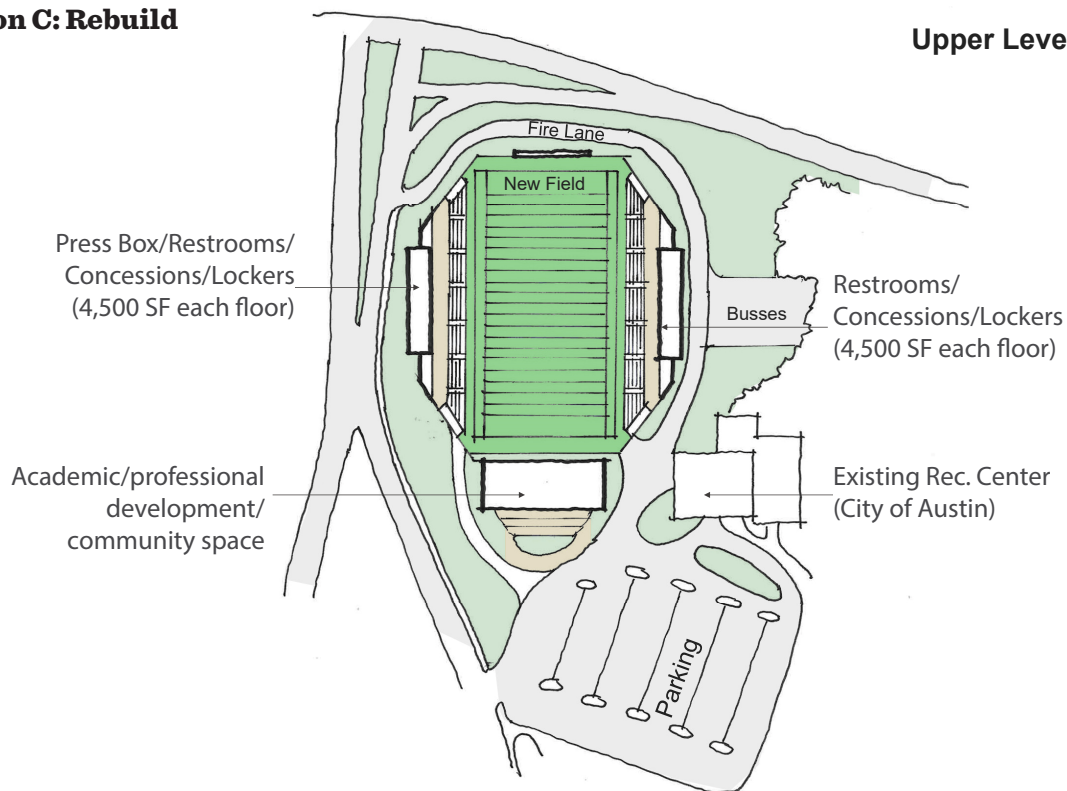 on C: Rebuild
Upper Leve
Fire Lane
New Field
Press Box/Restrooms/
Concessions/Lockers
(4,500 SF each floor)
Busses
Restrooms/
Concessions/Lockers
(4,500 SF each floor)
Academic/professional
development/
community space
Existing Rec. Center
(City of Austin)
Parking